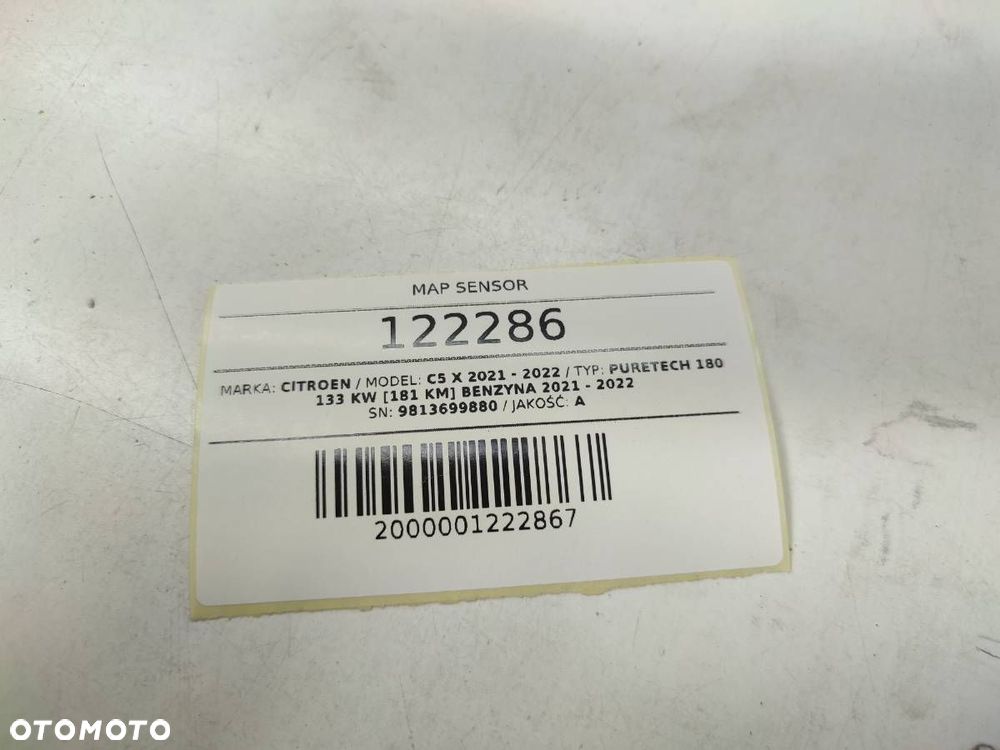 MAP SENSOR
122286
MARKA: CITROEN / MODEL: C5 X 2021 - 2022 / TYP: PURETECH 180
133 KW [181 KM] BENZYNA 2021 - 2022
SN: 9813699880 / JAKOŚĆ: A
2000001222867
OTOMOTO